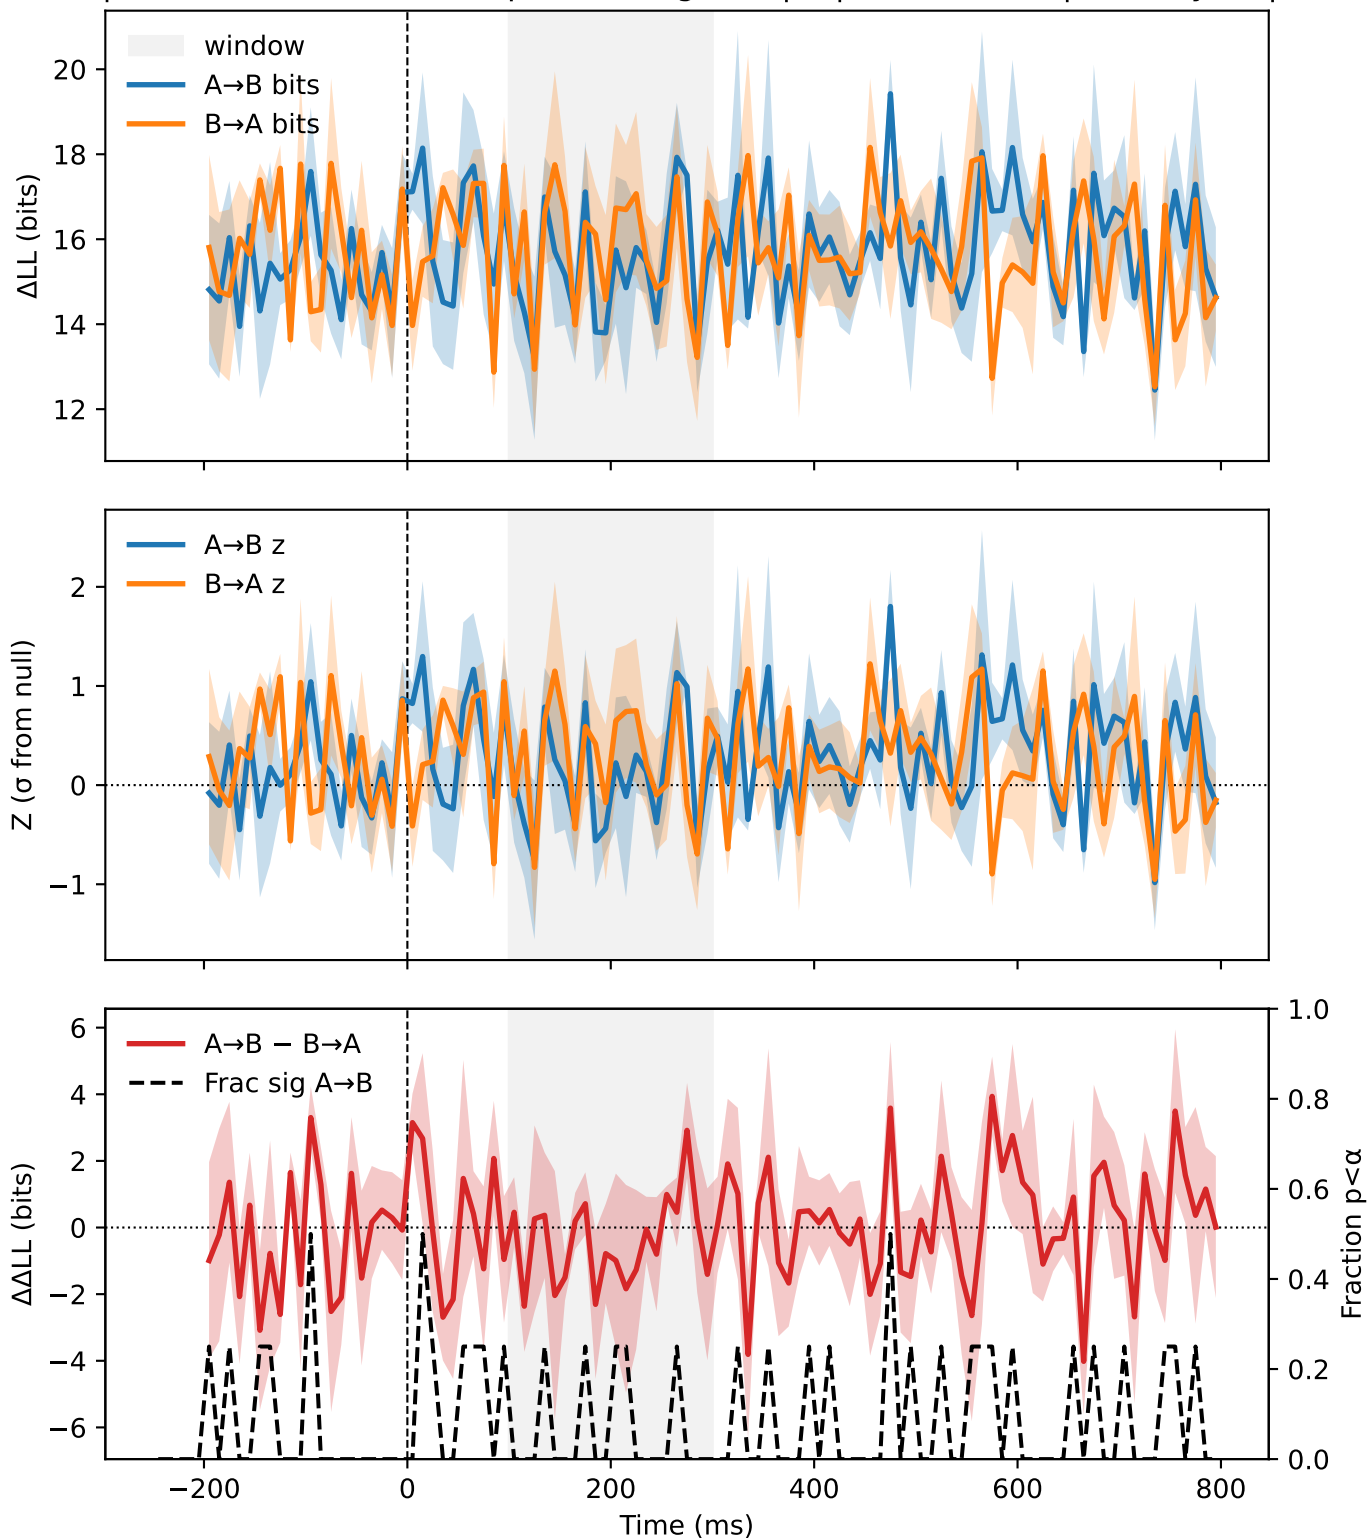 window
A→B bits
B→A bits
ΔLL (bits)
20
18
16
14
12
A→B z
B→A z
Z (σ from null)
2
1
0
−1
A→B − B→A
Frac sig A→B
ΔΔLL (bits)
6
4
2
0
−2
−4
−6
1.0
0.8
0.6
0.4
0.2
0.0
Fraction p<α
−200
0
200
400
600
800
Time (ms)